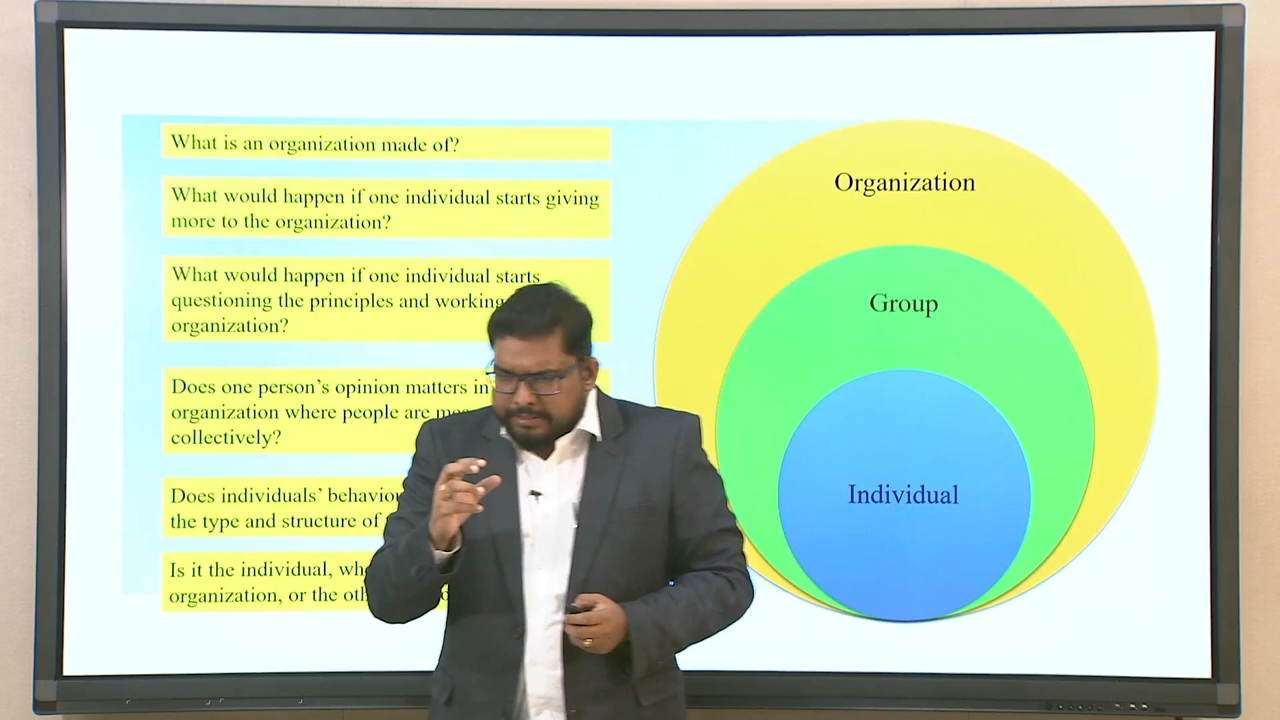 What is an organization made of?
What would happen if one individual starts giving
more to the organization?
What would happen if one individual starts
questioning the principles and working
organization?
Does one person's opinion matters in
organization where people are
collectively?
Does individuals'
the type and structure of
Is it the individual,
organization, or the
Organization
Group
Individual